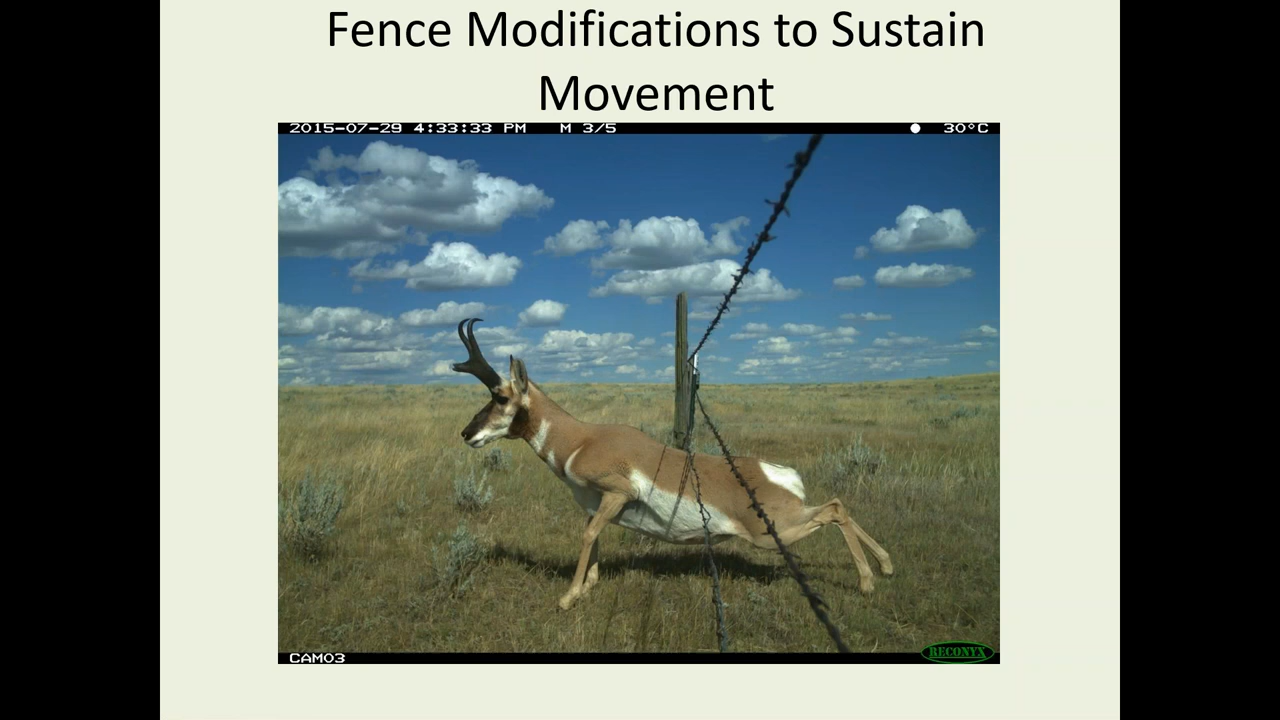 Fence Modifications to Sustain
Movement
2015-07-29 4:33:33 PM M 3/5 30°C
CAM03
RECONYX